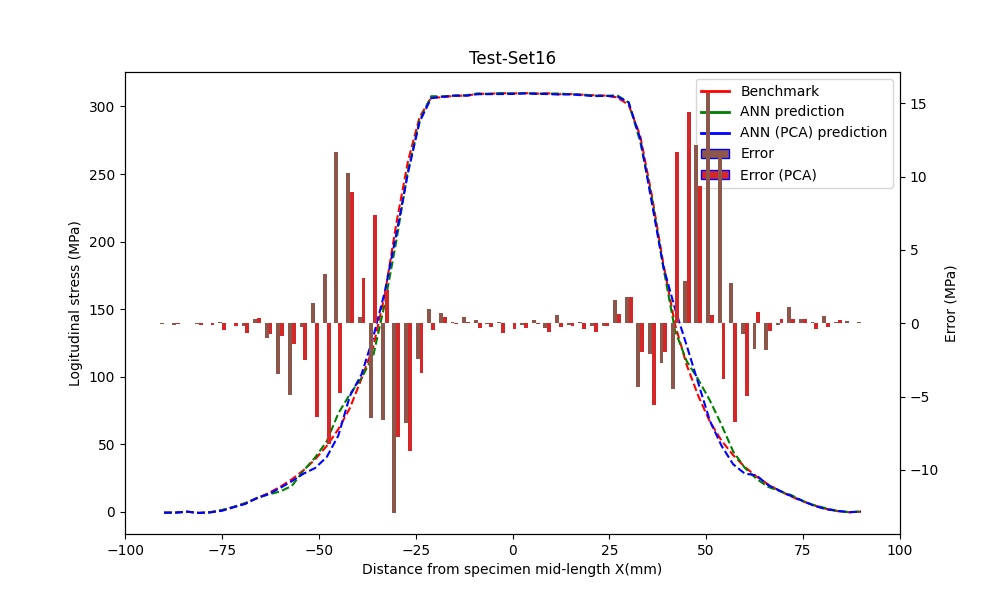 Test-Set16
Benchmark
ANN prediction
ANN (PCA) prediction
Error
Error (PCA)
Logitudinal stress (MPa)
300
250
200
150
100
50
0
15
10
5
0
−5
−10
Error (MPa)
−100 −75 −50 −25 0 25 50 75 100
Distance from specimen mid-length X(mm)